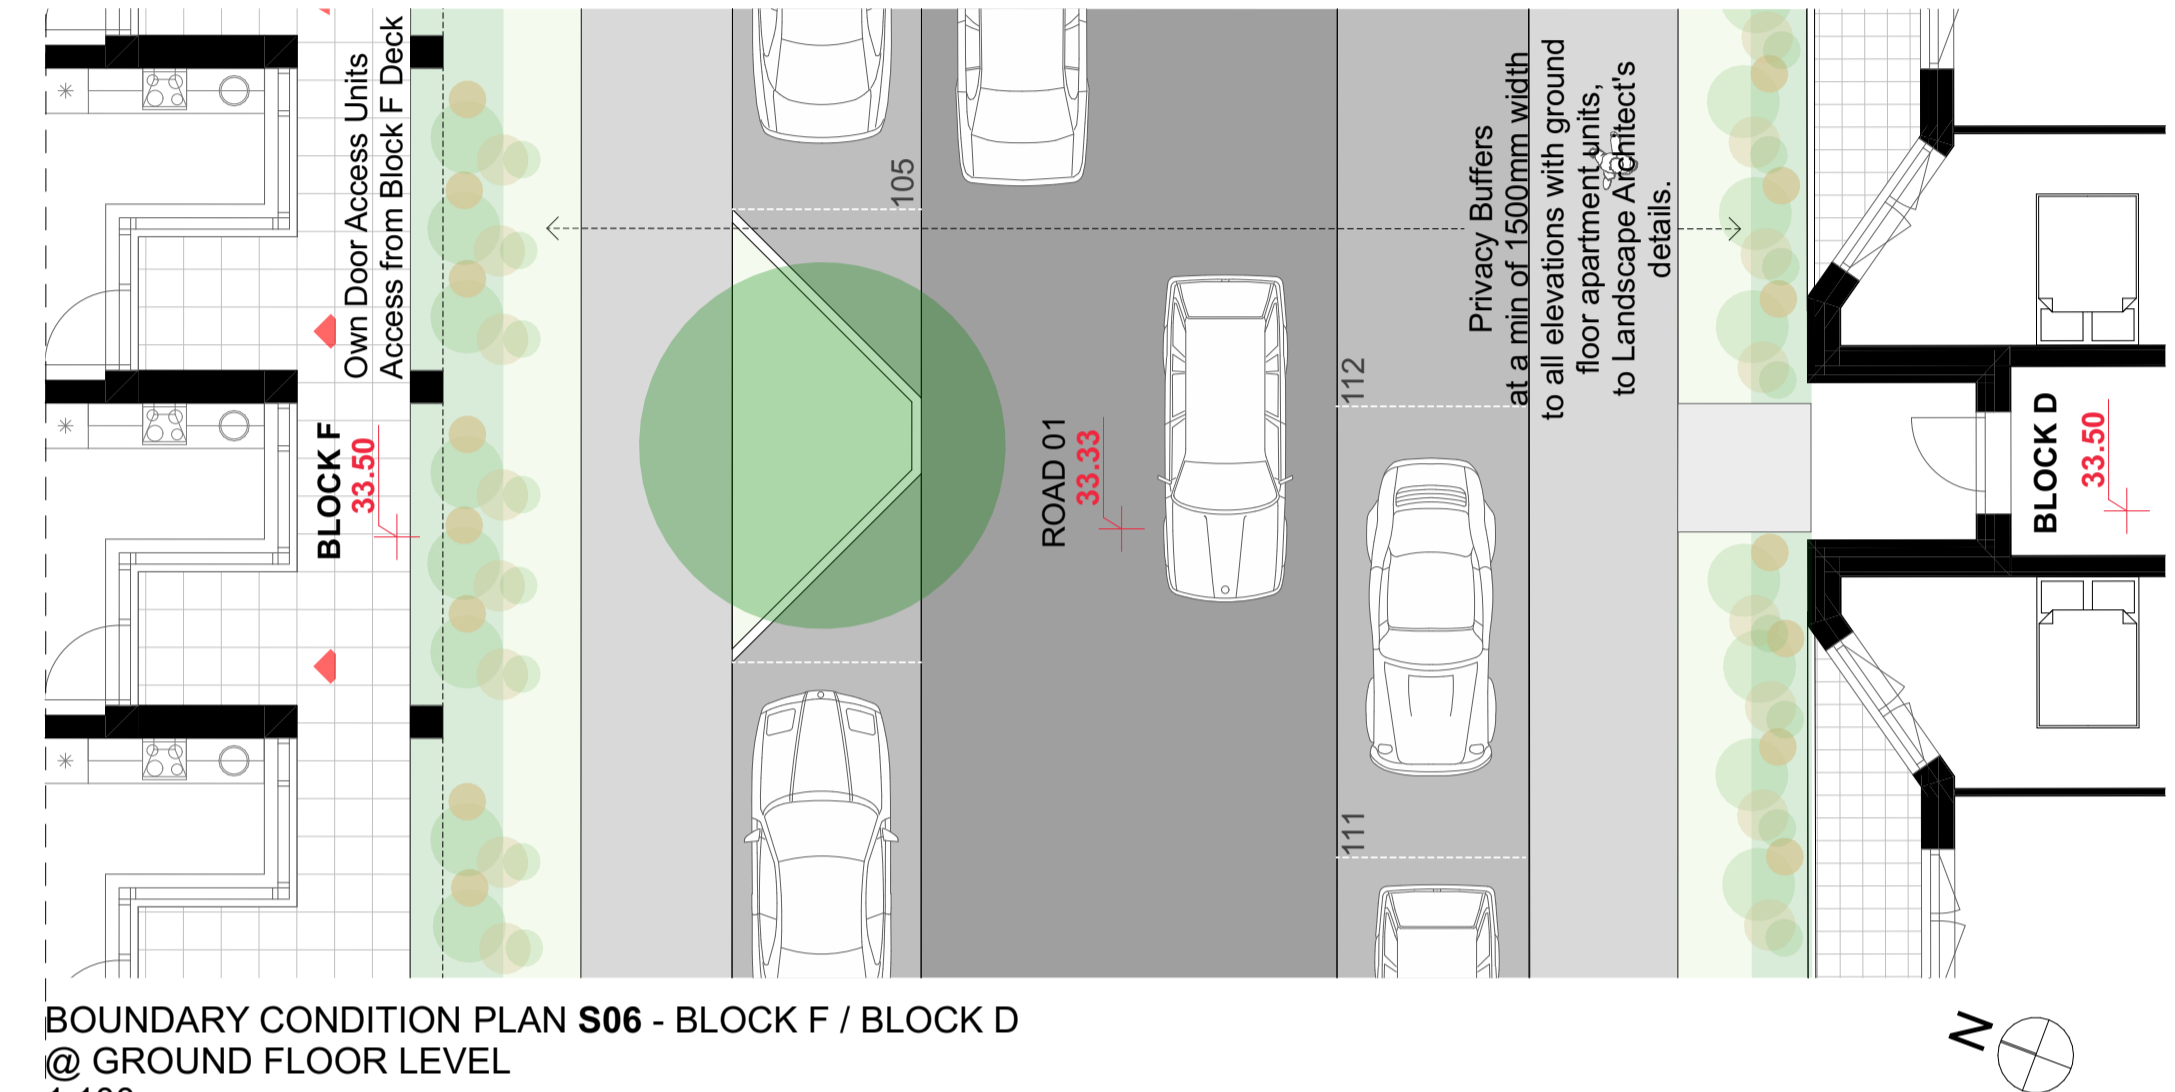 Own Door Access Units
Access from Block F Deck
BLOCK F
33.50
105
ROAD 01
33.33
112
111
Privacy Buffers
at a min of 1500mm width
to all elevations with ground
floor apartment units,
to Landscape Architect's
details.
BLOCK D
33.50
BOUNDARY CONDITION PLAN S06 - BLOCK F / BLOCK D
@ GROUND FLOOR LEVEL
N